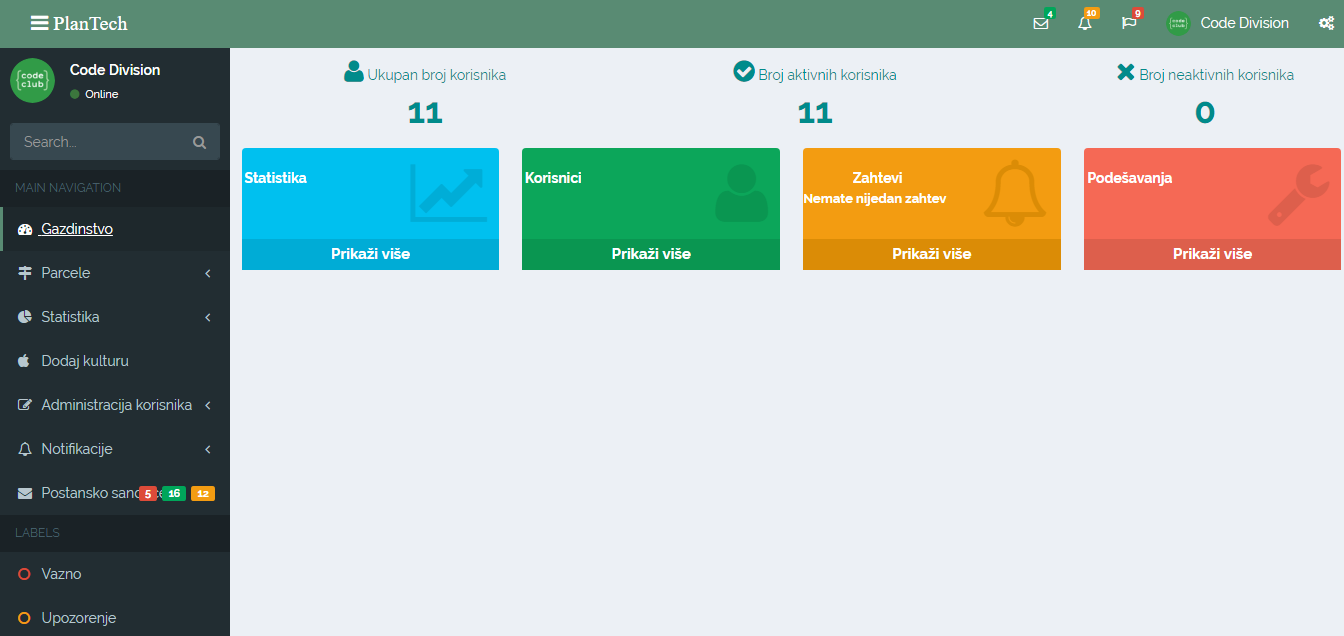 PlanTech
4
10
9
{code club}
Code Division
{code club}
Code Division
Online
Search...
MAIN NAVIGATION
Gazdinstvo
Parcele
Statistika
Dodaj kulturu
Administracija korisnika
Notifikacije
Postansko 5 16 12
LABELS
Vazno
Upozorenje
Ukupan broj korisnika
11
Broj aktivnih korisnika
11
Broj neaktivnih korisnika
0
Statistika
Prikaži više
Korisnici
Prikaži više
Zahtevi
Nemate nijedan zahtev
Prikaži više
Podešavanja
Prikaži više